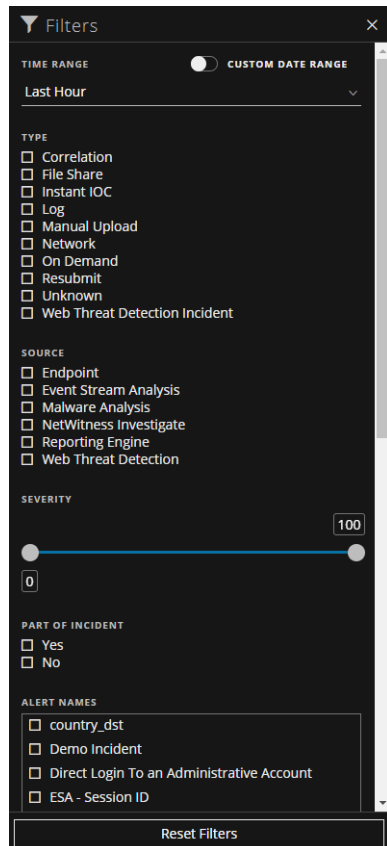 Filters
TIME RANGE CUSTOM DATE RANGE
Last Hour
TYPE
Correlation
File Share
Instant IOC
Log
Manual Upload
Network
On Demand
Resubmit
Unknown
Web Threat Detection Incident
SOURCE
Endpoint
Event Stream Analysis
Malware Analysis
NetWitness Investigate
Reporting Engine
Web Threat Detection
SEVERITY
100
0
PART OF INCIDENT
Yes
No
ALERT NAMES
country_dst
Demo Incident
Direct Login To an Administrative Account
ESA - Session ID
Reset Filters